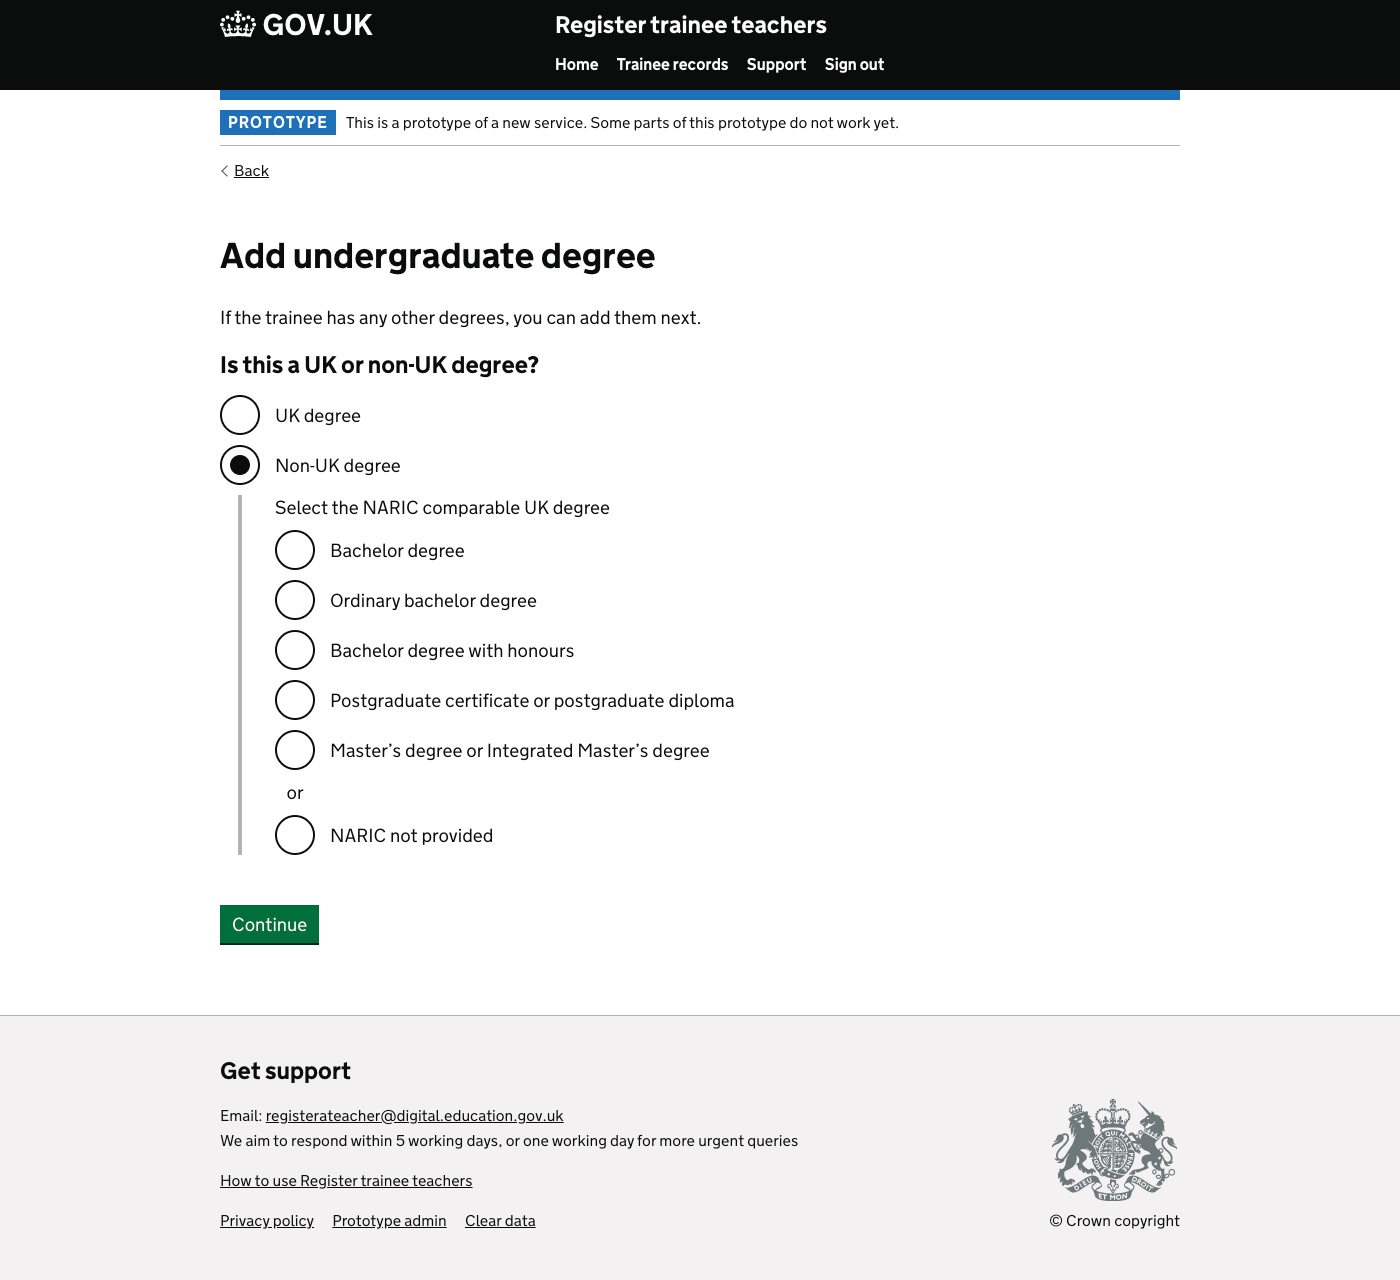 GOV.UK
Register trainee teachers
Home Trainee records Support Sign out
PROTOTYPE This is a prototype of a new service. Some parts of this prototype do not work yet.
Back
Add undergraduate degree
If the trainee has any other degrees, you can add them next.
Is this a UK or non-UK degree?
UK degree
Non-UK degree
Select the NARIC comparable UK degree
Bachelor degree
Ordinary bachelor degree
Bachelor degree with honours
Postgraduate certificate or postgraduate diploma
Master’s degree or Integrated Master’s degree
or
NARIC not provided
Continue
Get support
Email: registerateacher@digital.education.gov.uk
We aim to respond within 5 working days, or one working day for more urgent queries
How to use Register trainee teachers
Privacy policy Prototype admin Clear data
DIEU ET MON DROIT
© Crown copyright